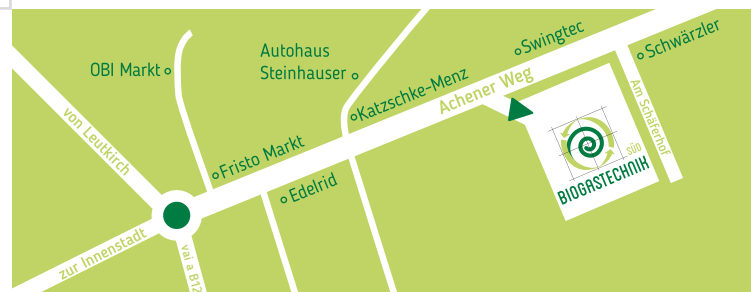 Swingtec
Schwärzler
Autohaus
Steinhauser
OBI Markt
Katzschke-Menz
Achener Weg
Am Schäferhof
von Leutkirch
Fristo Markt
Edelrid
SÜD
BIOGASTECHNIK
zur Innenstadt
vai a B12